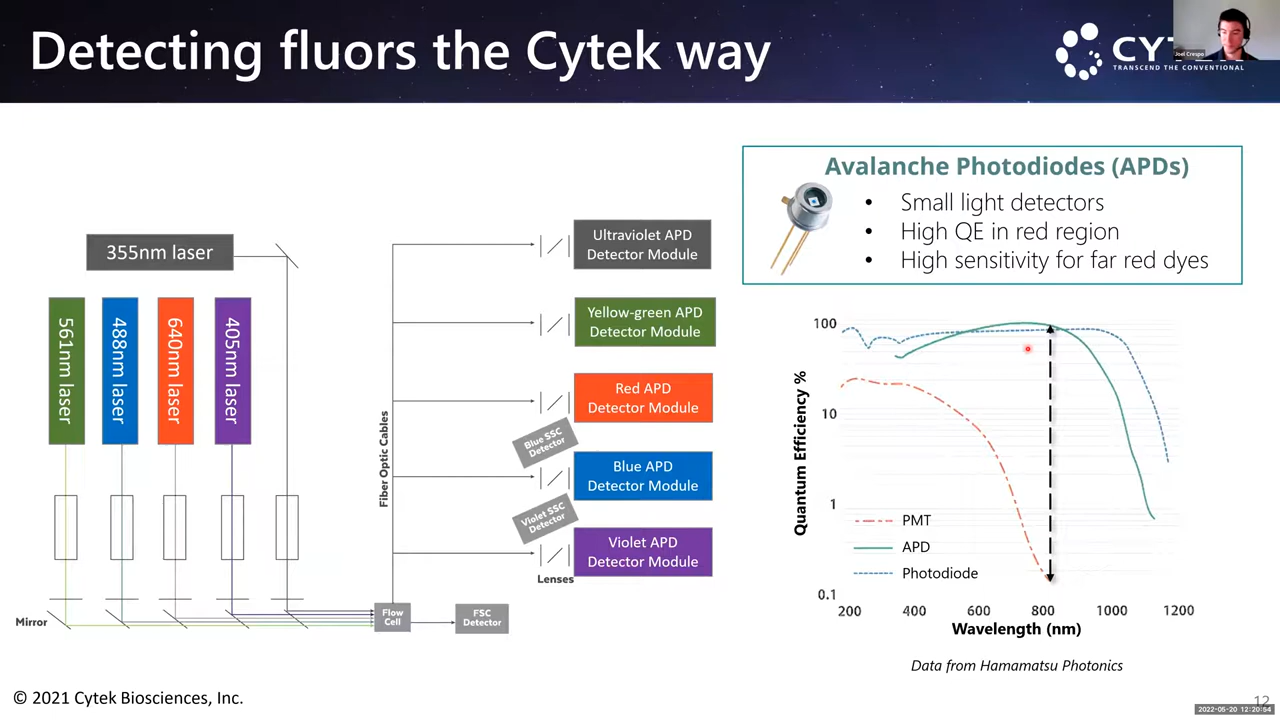 Detecting fluors the Cytek way
CYT
TRANSCEND THE CONVENTIONAL
Joel Crespo
355nm laser
561nm laser
488nm laser
640nm laser
405nm laser
Mirror
Fiber Optic Cables
Flow
Cell
FSC
Detector
Ultraviolet APD
Detector Module
Yellow-green APD
Detector Module
Red APD
Detector Module
Blue SSC
Detector
Blue APD
Detector Module
Violet SSC
Detector
Violet APD
Detector Module
Lenses
Avalanche Photodiodes (APDs)
• Small light detectors
• High QE in red region
• High sensitivity for far red dyes
Quantum Efficiency %
100
10
1
0.1
PMT
APD
Photodiode
200 400 600 800 1000 1200
Wavelength (nm)
Data from Hamamatsu Photonics
© 2021 Cytek Biosciences, Inc.
12
2022-05-20 12:20:54